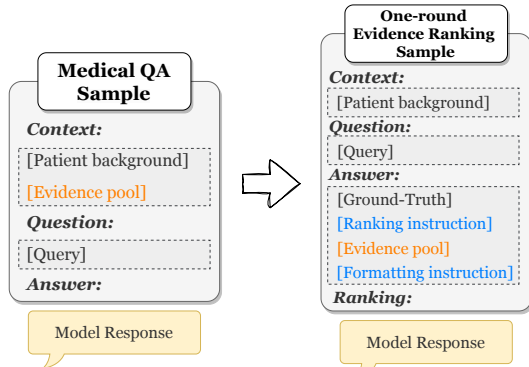 Medical QA
Sample
Context:
[Patient background]
[Evidence pool]
Question:
[Query]
Answer:
Model Response
One-round
Evidence Ranking
Sample
Context:
[Patient background]
Question:
[Query]
Answer:
[Ground-Truth]
[Ranking instruction]
[Evidence pool]
[Formatting instruction]
Ranking:
Model Response